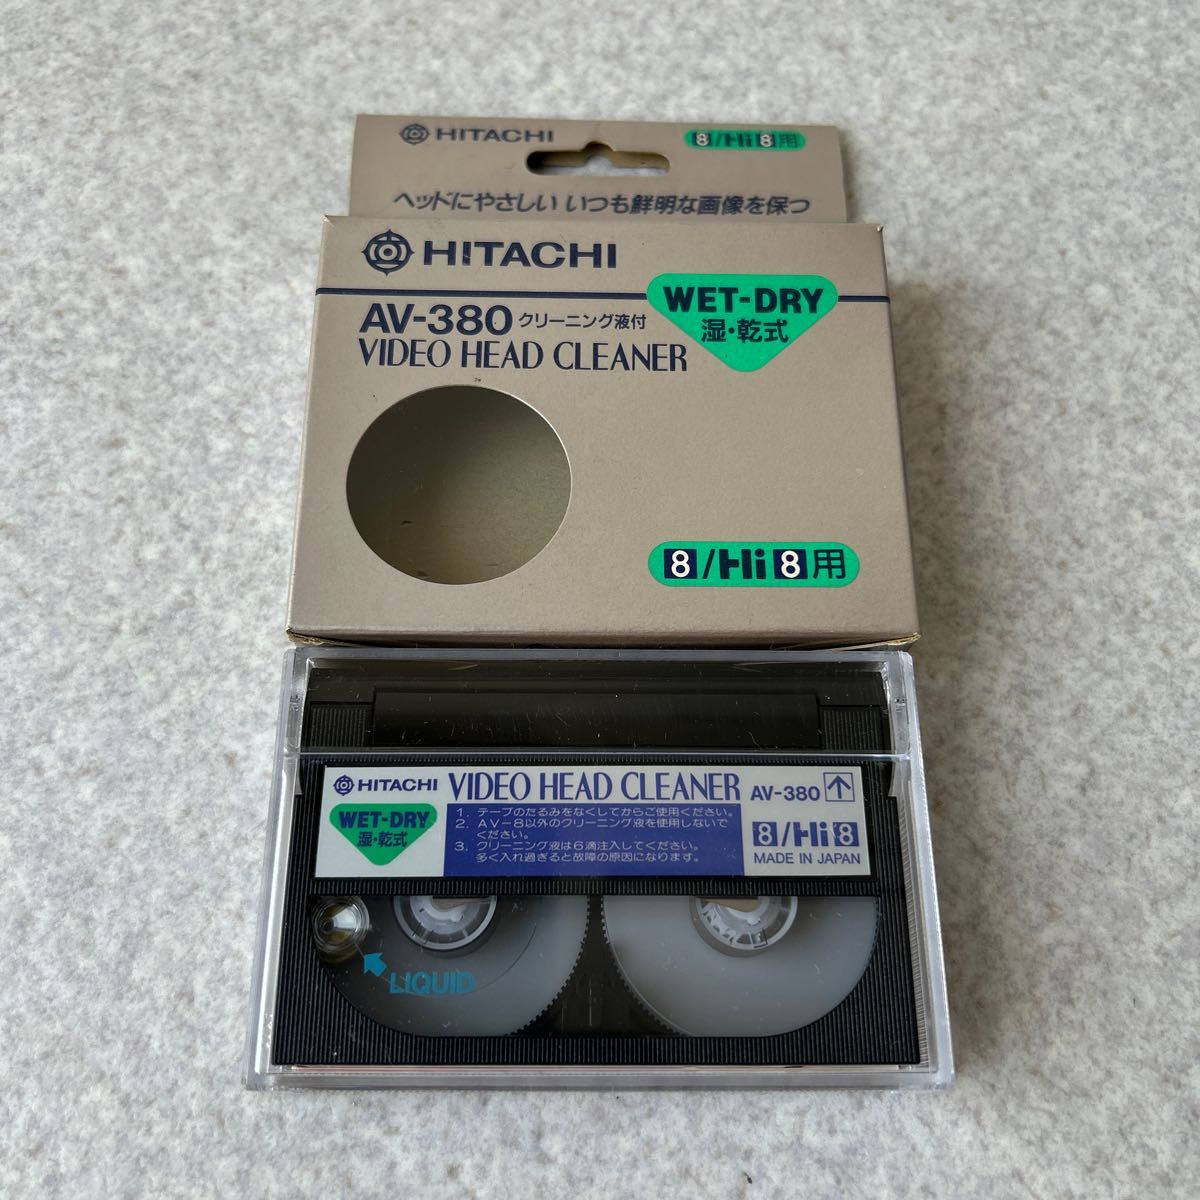 HITACHI
8/Hi8用
ヘッドにやさしい いつも鮮明な画像を保つ
HITACHI
WET-DRY
湿・乾式
AV-380 クリーニング液付
VIDEO HEAD CLEANER
8/Hi8用
HITACHI
VIDEO HEAD CLEANER
AV-380
WET-DRY
湿・乾式
1. テープのたるみをなくしてからご使用ください。
2. AV-8以外のクリーニング液を使用しないで
ください。
3. クリーニング液は6滴注入してください。
多く入れ過ぎると故障の原因になります。
8/Hi8
MADE IN JAPAN
LIQUID